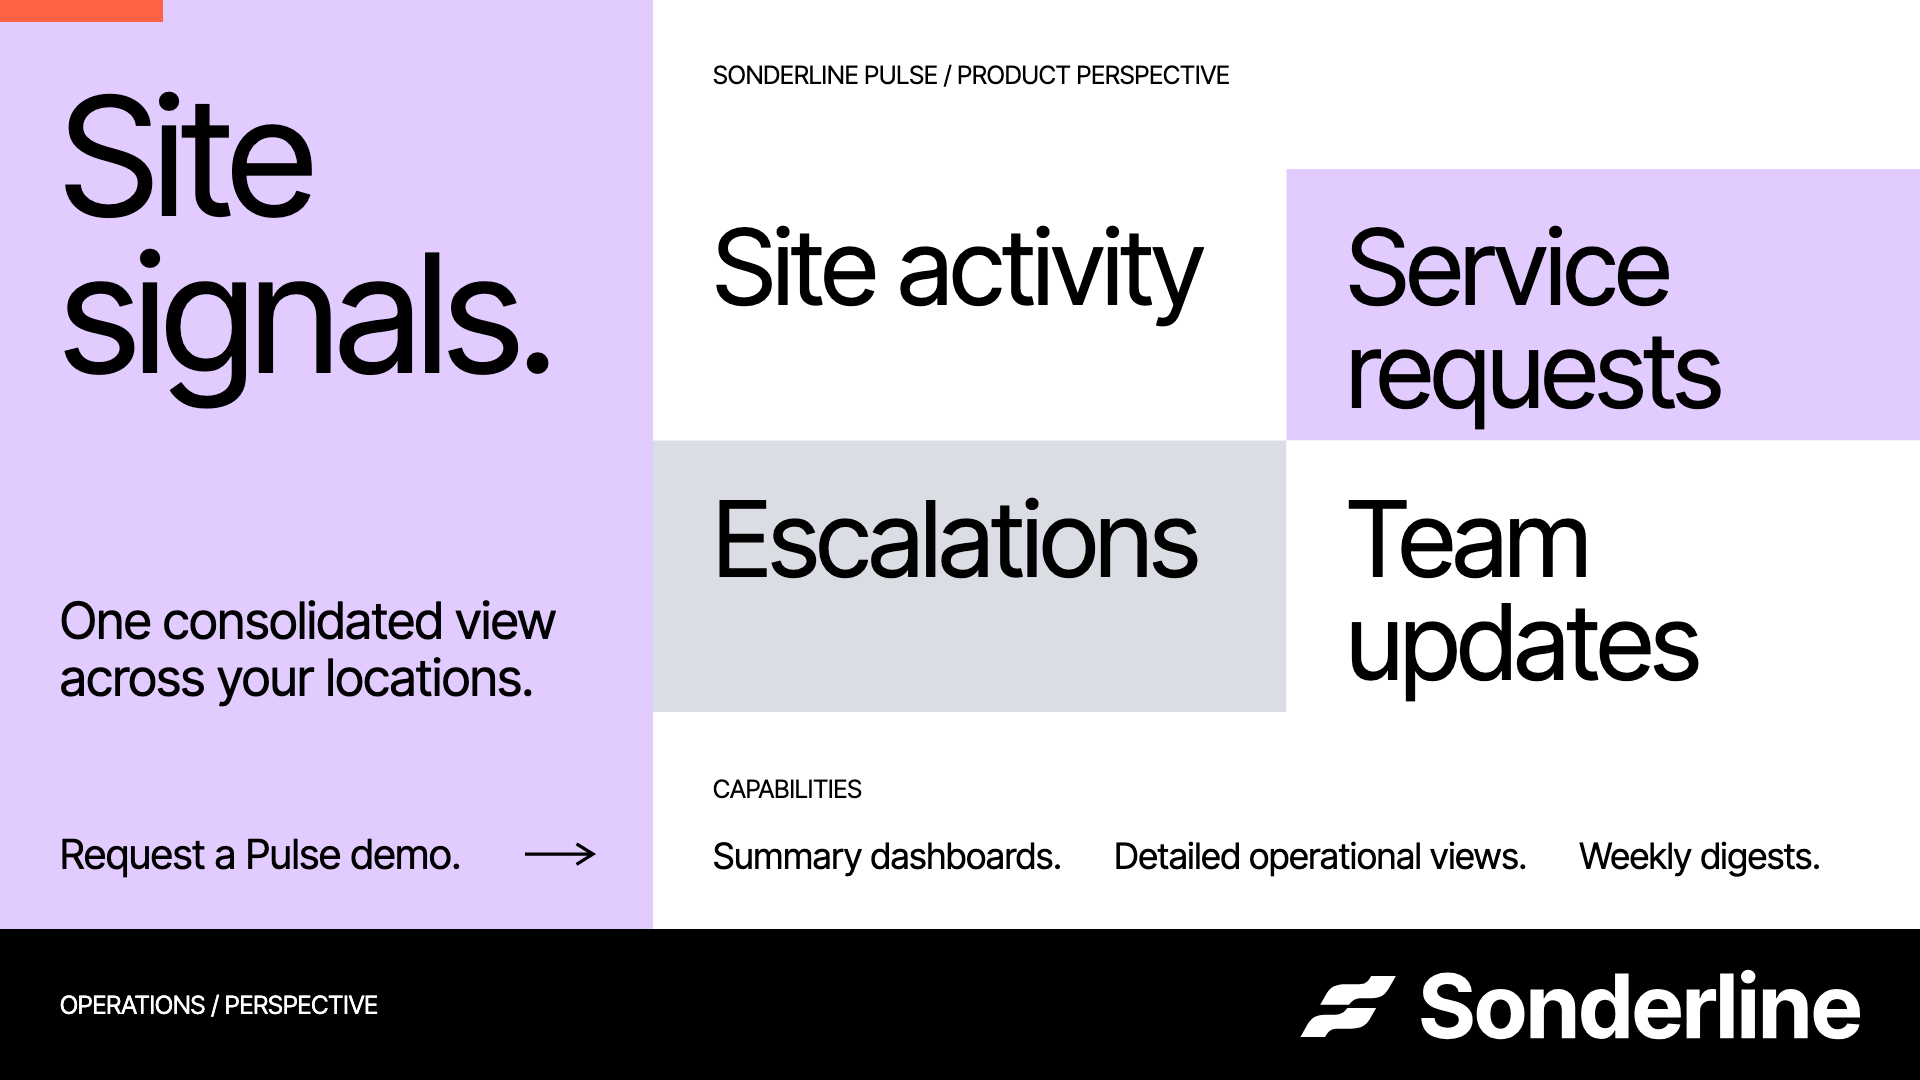 Site
signals.
One consolidated view
across your locations.
Request a Pulse demo.
SONDERLINE PULSE / PRODUCT PERSPECTIVE
Site activity
Service
requests
Escalations
Team
updates
CAPABILITIES
Summary dashboards.
Detailed operational views.
Weekly digests.
OPERATIONS / PERSPECTIVE
Sonderline